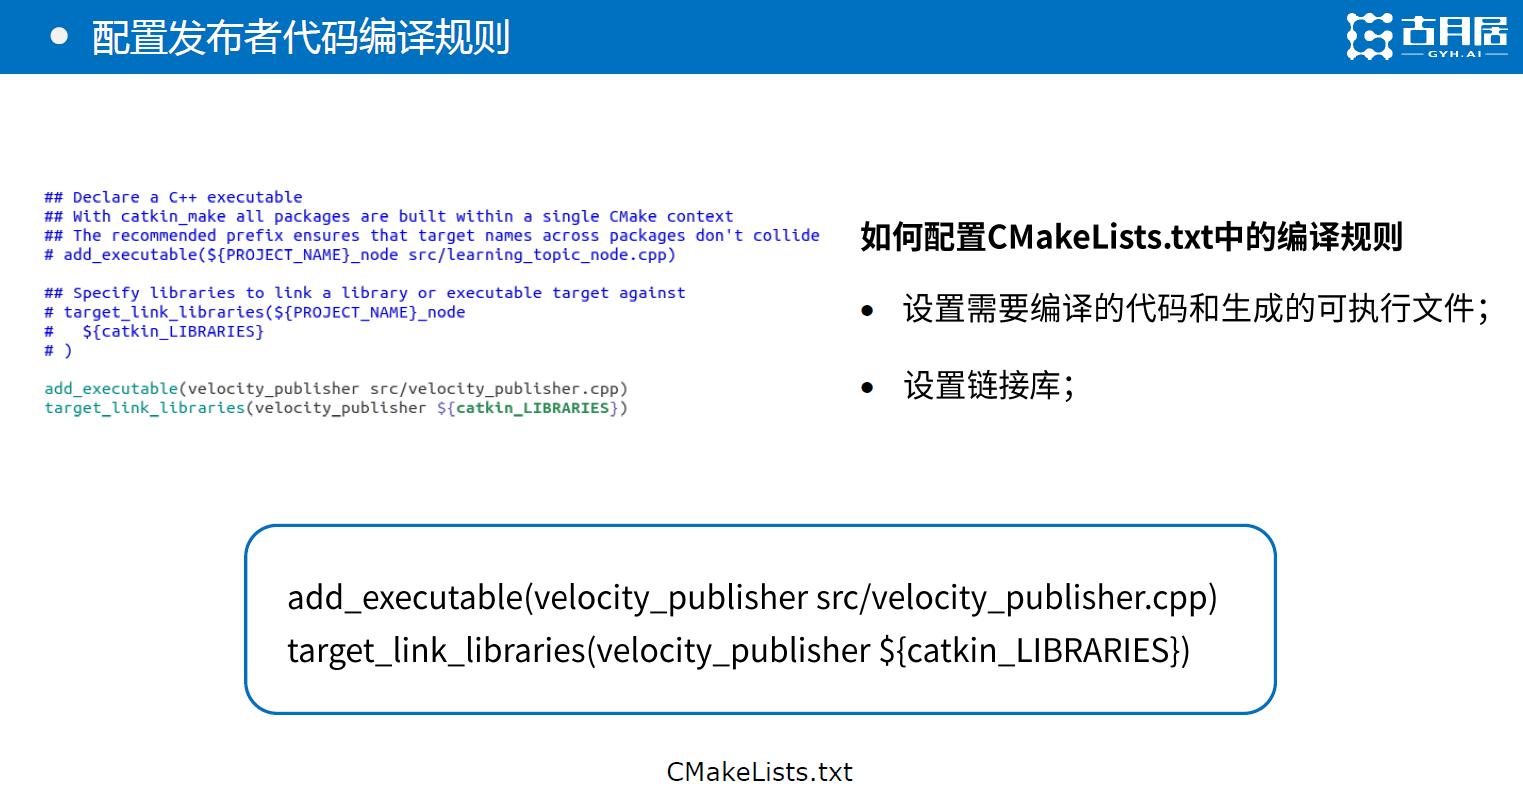 配置发布者代码编译规则
古月居
GYH.AI
## Declare a C++ executable
## With catkin_make all packages are built within a single CMake context
## The recommended prefix ensures that target names across packages don't collide
# add_executable(${PROJECT_NAME}_node src/learning_topic_node.cpp)
## Specify libraries to link a library or executable target against
# target_link_libraries(${PROJECT_NAME}_node
#   ${catkin_LIBRARIES}
# )
add_executable(velocity_publisher src/velocity_publisher.cpp)
target_link_libraries(velocity_publisher ${catkin_LIBRARIES})
如何配置CMakeLists.txt中的编译规则
• 设置需要编译的代码和生成的可执行文件；
• 设置链接库；
add_executable(velocity_publisher src/velocity_publisher.cpp)
target_link_libraries(velocity_publisher ${catkin_LIBRARIES})
CMakeLists.txt